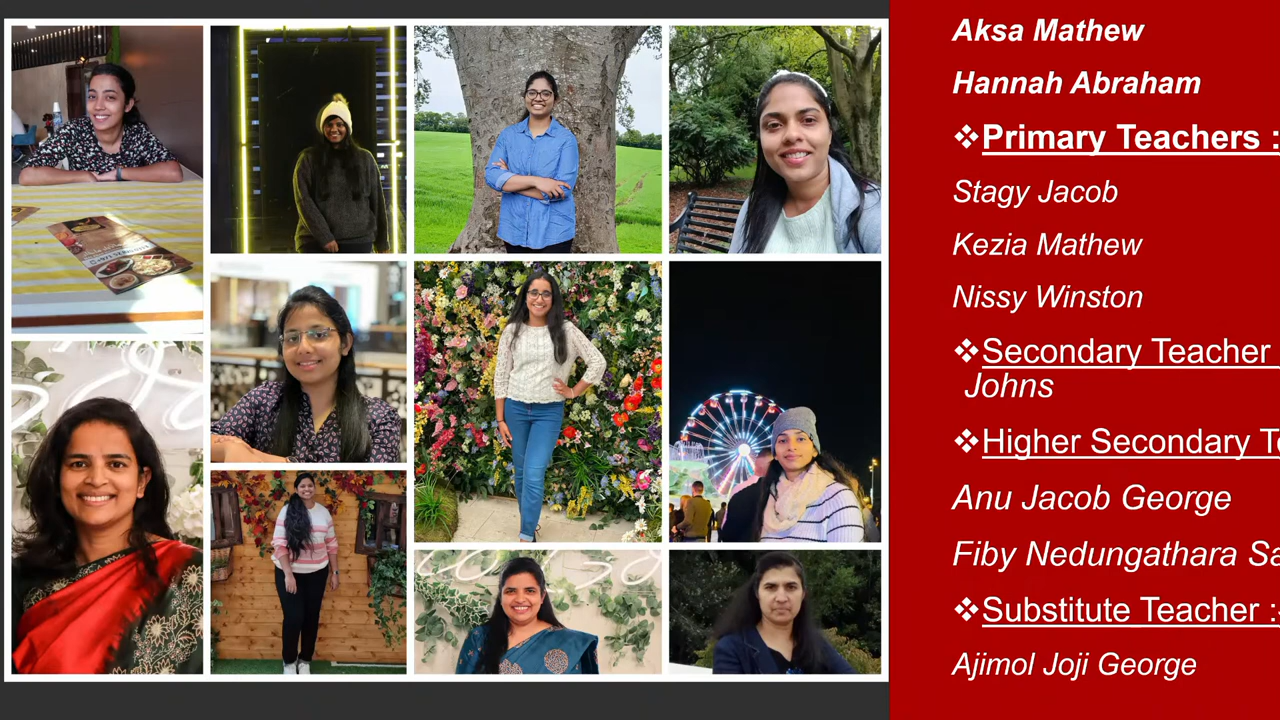 Aksa Mathew
Hannah Abraham
❖Primary Teachers :
Stagy Jacob
Kezia Mathew
Nissy Winston
❖Secondary Teacher
Johns
❖Higher Secondary
Anu Jacob George
Fiby Nedungathara
❖Substitute Teacher :
Ajimol Joji George